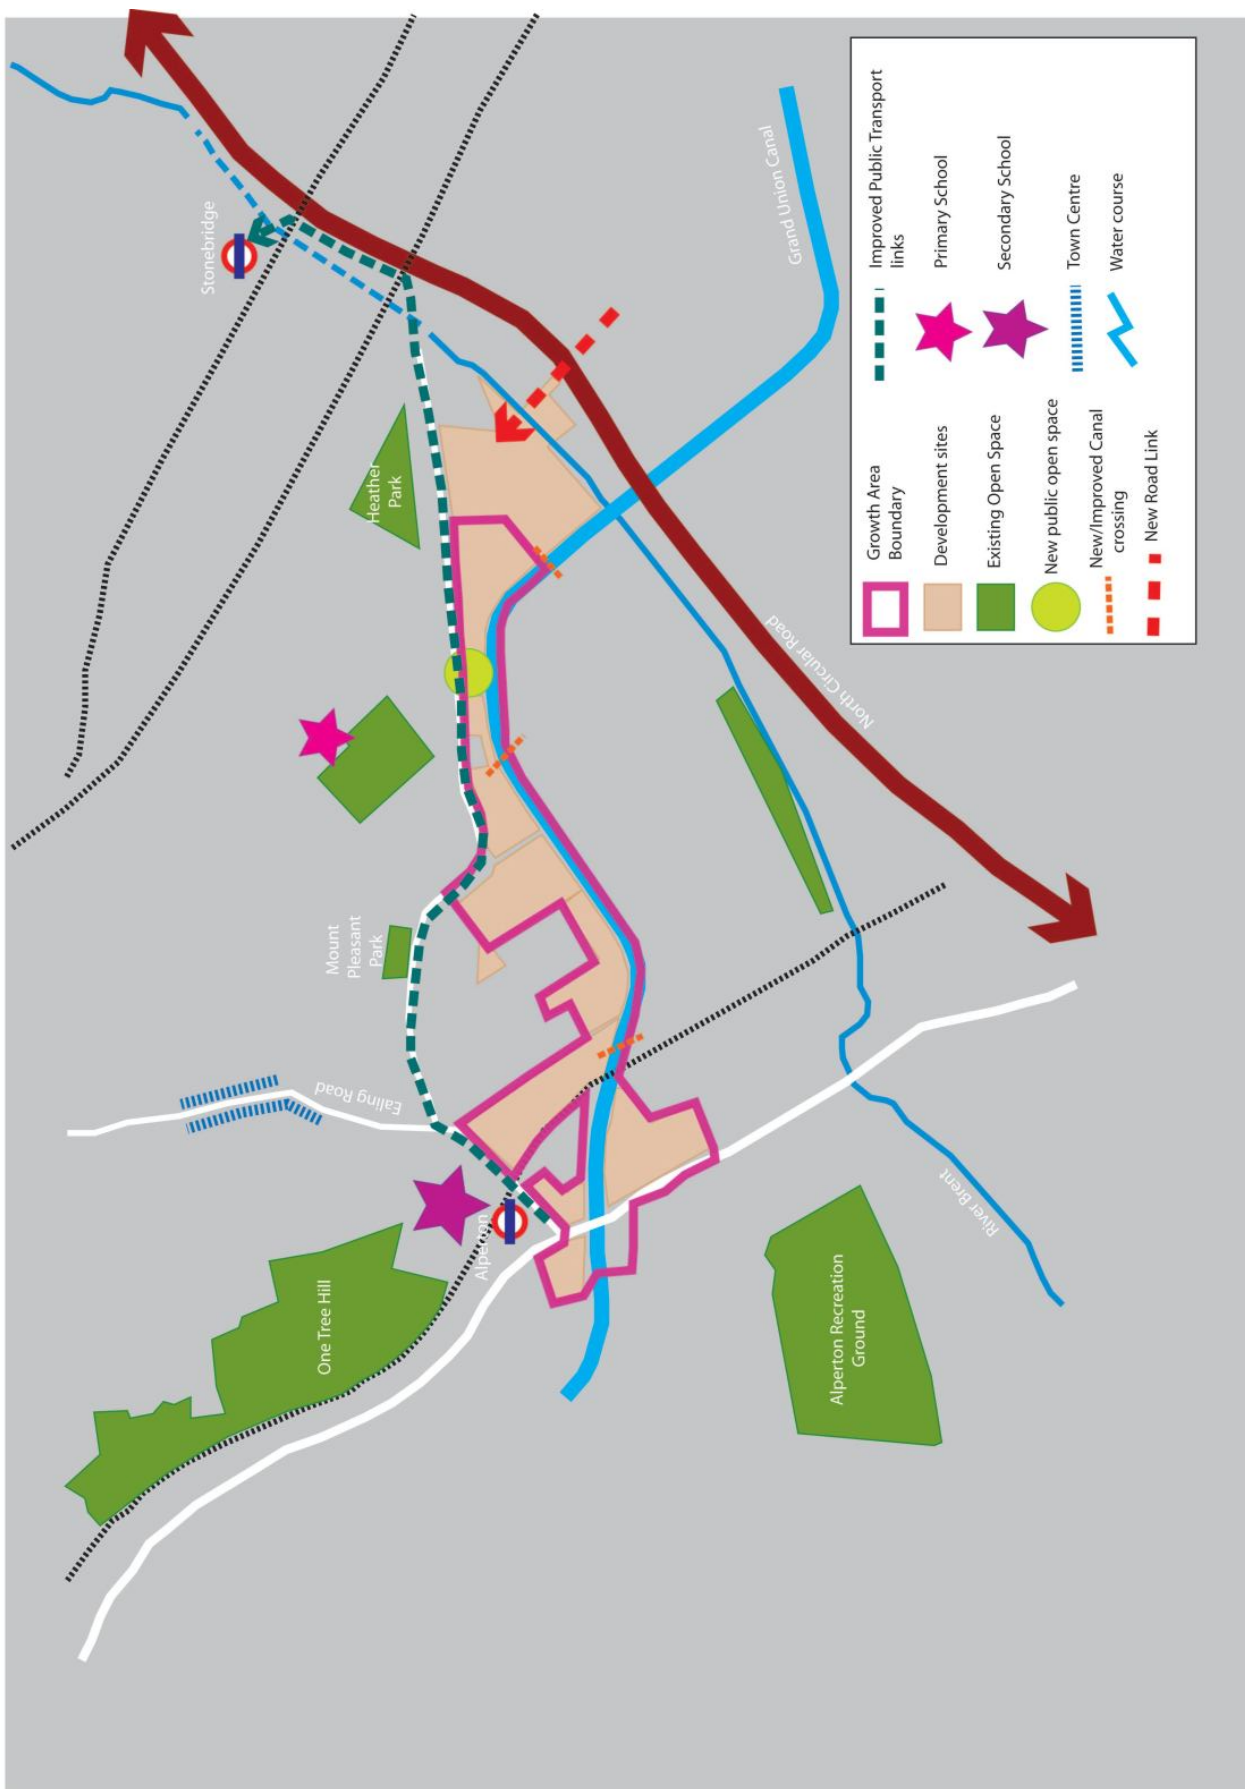 Stonebridge
Grand Union Canal
Heather
Park
North Circular Road
Mount
Pleasant
Park
Ealing Road
Alperton
One Tree Hill
River Brent
Alperton Recreation
Ground
Growth Area
Boundary
Development sites
Existing Open Space
New public open space
New/Improved Canal
crossing
New Road Link
Improved Public Transport
links
Primary School
Secondary School
Town Centre
Water course